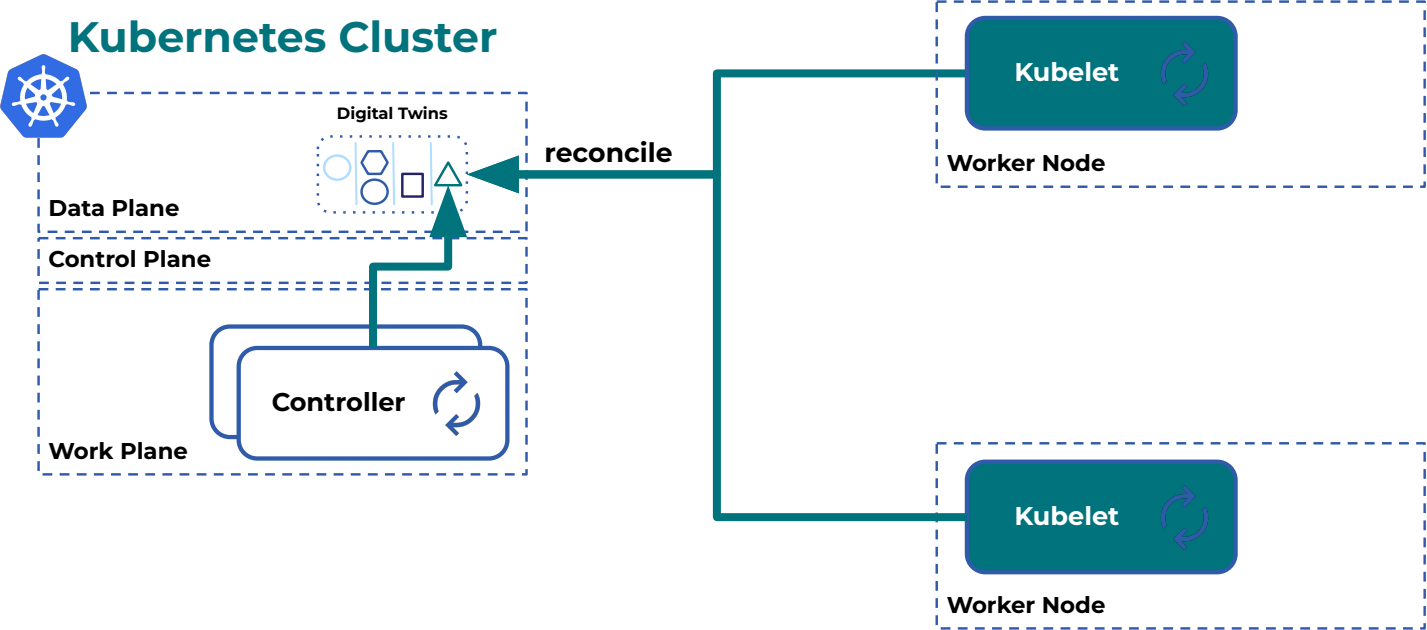 Kubernetes Cluster
Digital Twins
Data Plane
Control Plane
Controller
Work Plane
reconcile
Kubelet
Worker Node
Kubelet
Worker Node